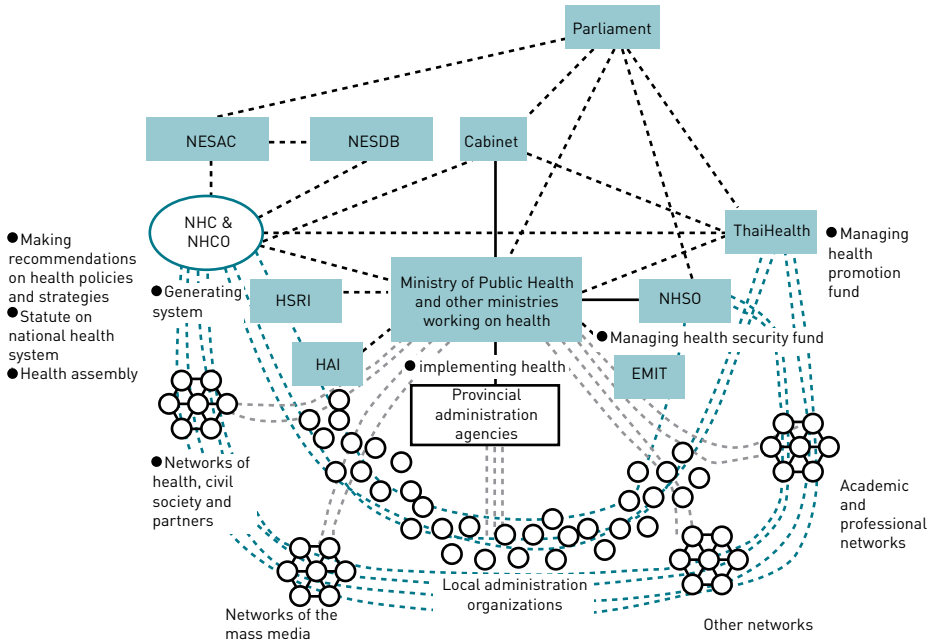 Parliament
NESAC
NESDB
Cabinet
NHC &
NHCO
ThaiHealth
● Making
recommendations
on health policies
and strategies
● Statute on
national health
system
● Health assembly
● Managing
health
promotion
fund
● Generating
system
HSRI
Ministry of Public Health
and other ministries
working on health
NHSO
● Managing health security fund
HAI
● implementing health
EMIT
Provincial
administration
agencies
● Networks of
health, civil
society and
partners
Academic
and
professional
networks
Local administration
organizations
Networks of the
mass media
Other networks